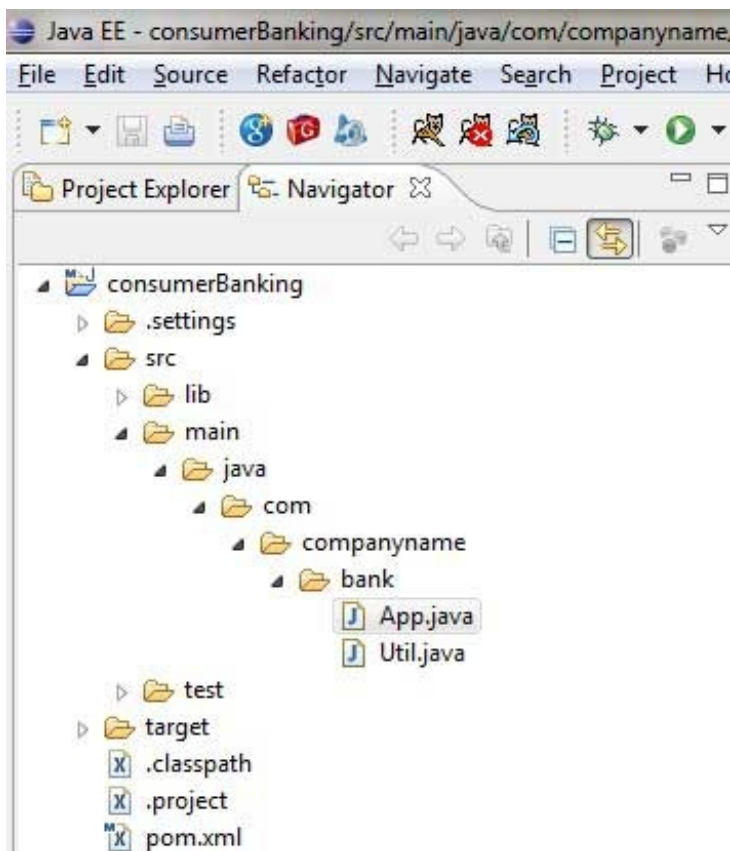 Java EE - consumerBanking/src/main/java/com/companyname/
File Edit Source Refactor Navigate Search Project Ho
Project Explorer Navigator
consumerBanking
.settings
src
lib
main
java
com
companyname
bank
App.java
Util.java
test
target
.classpath
.project
pom.xml